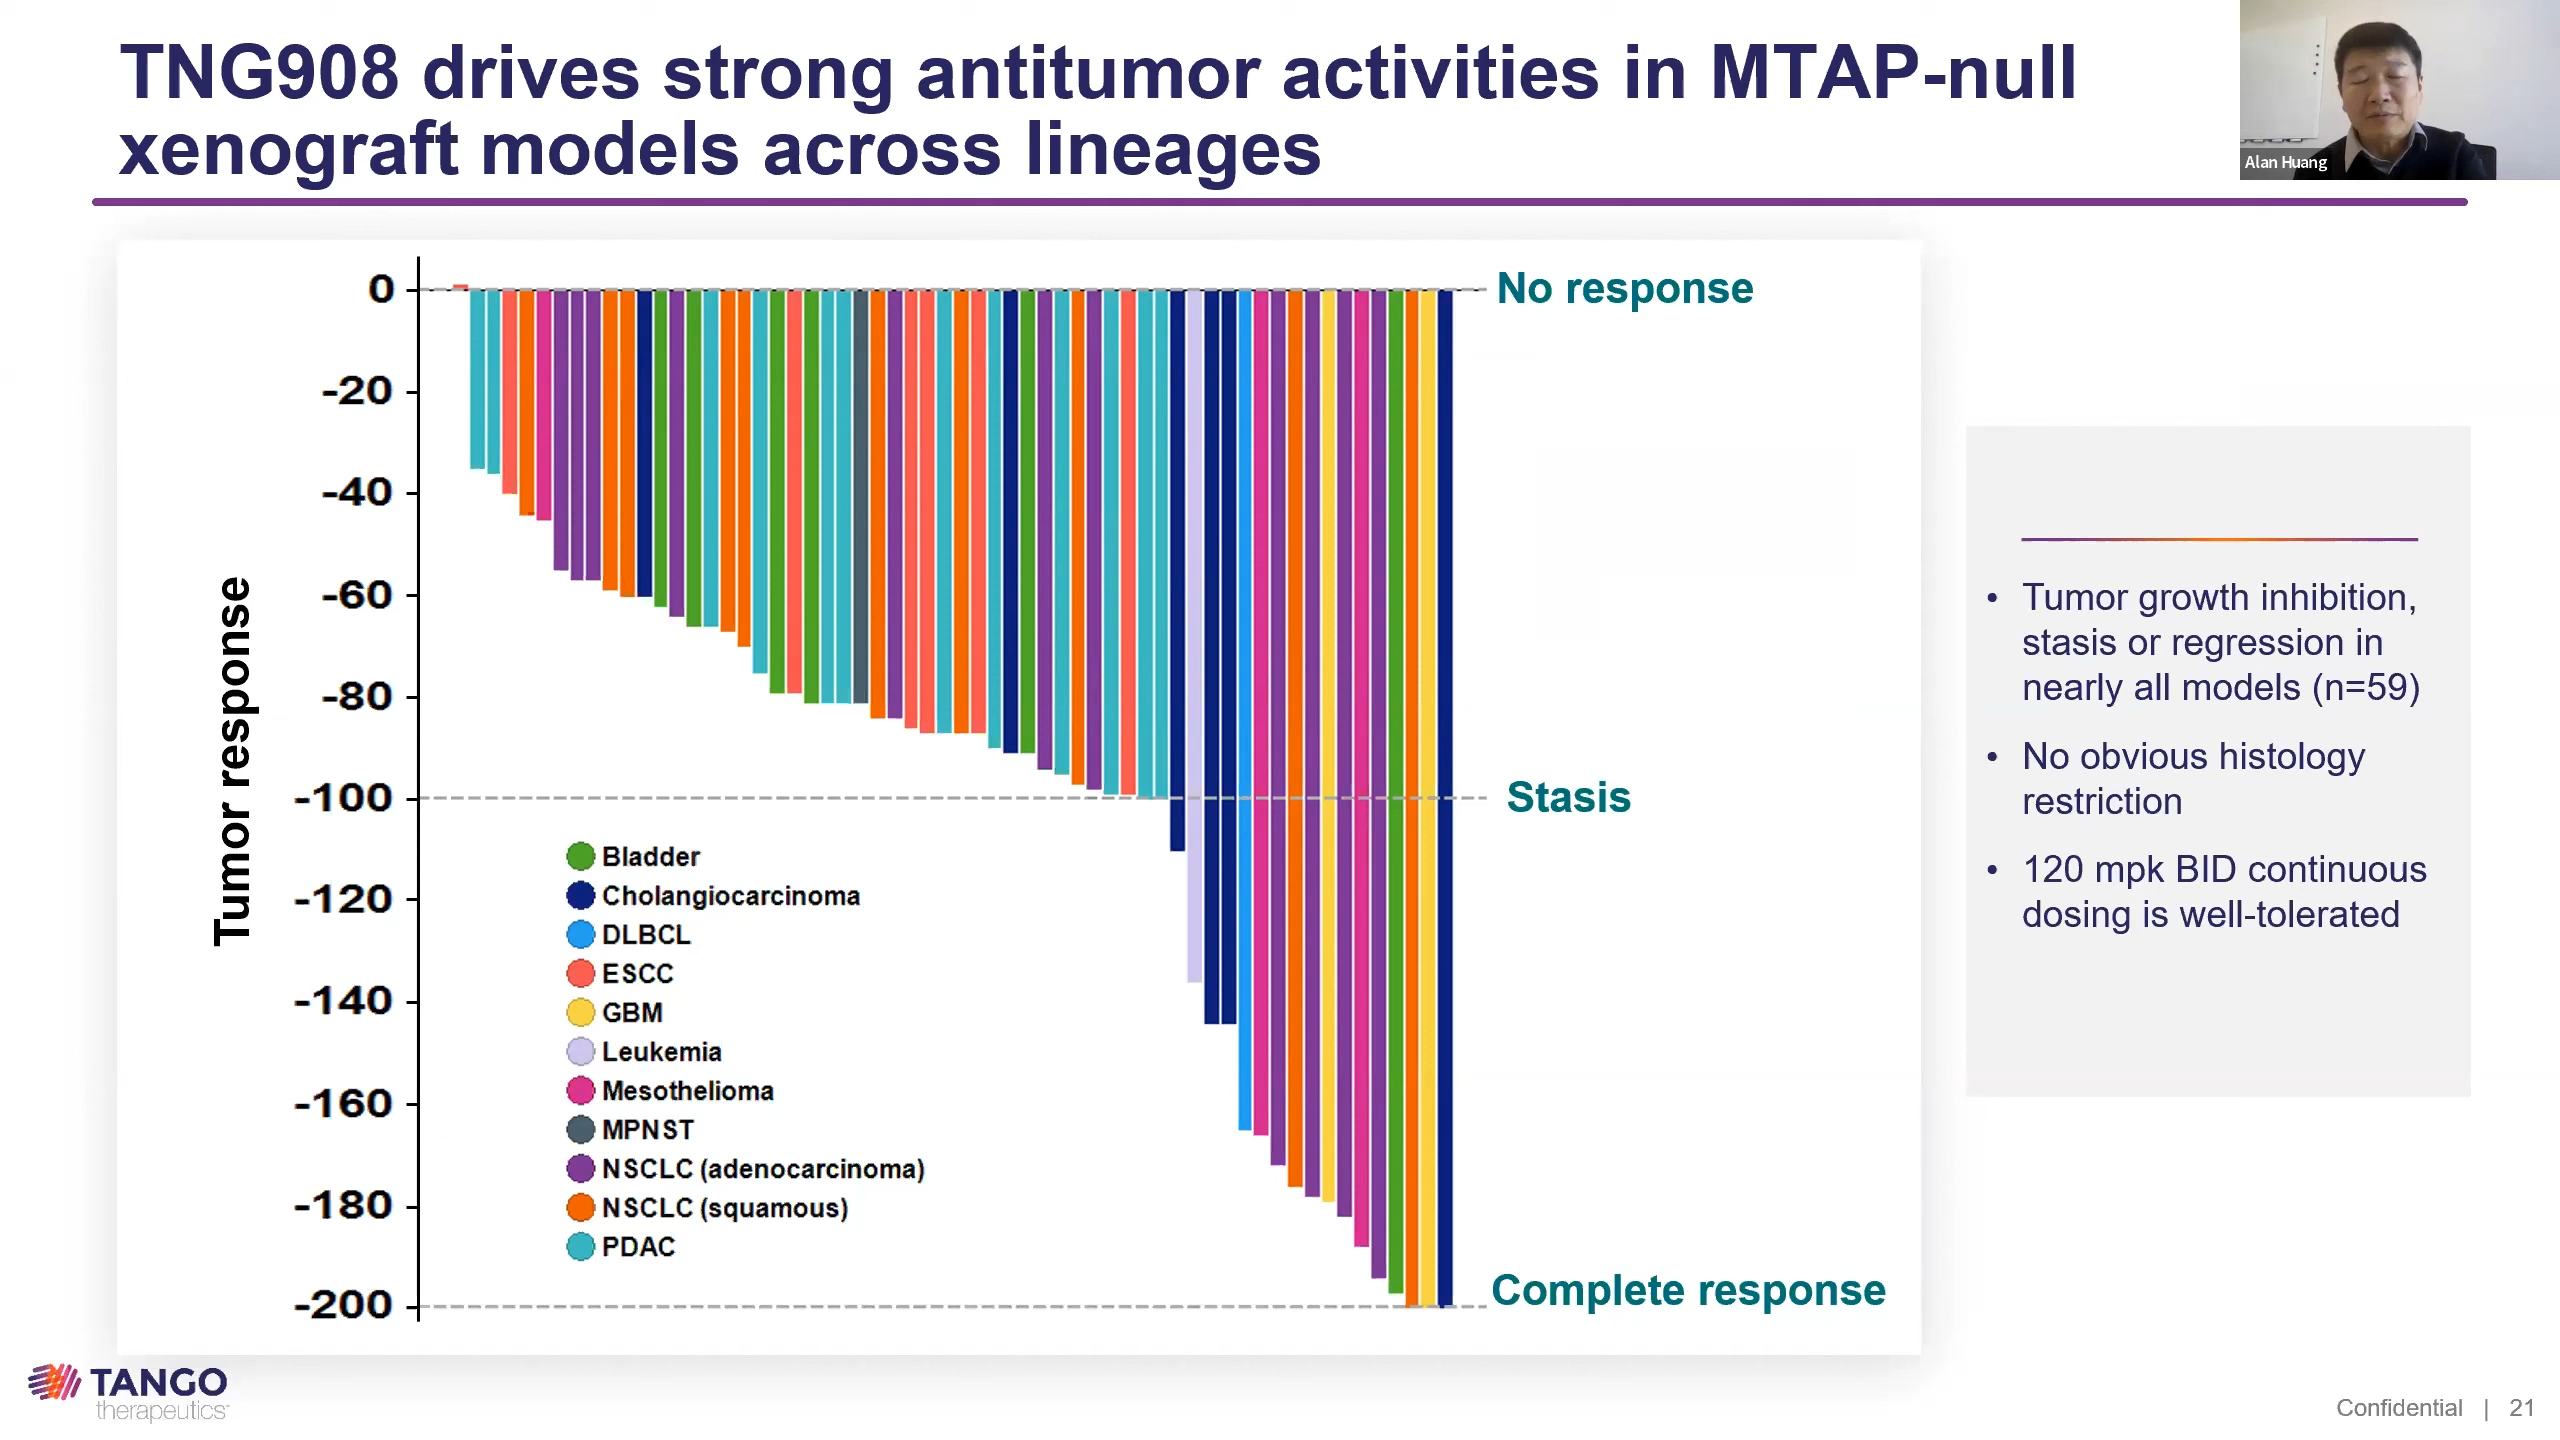 TNG908 drives strong antitumor activities in MTAP-null
xenograft models across lineages
Alan Huang
Tumor response
0
-20
-40
-60
-80
-100
-120
-140
-160
-180
-200
No response
Stasis
Complete response
Bladder
Cholangiocarcinoma
DLBCL
ESCC
GBM
Leukemia
Mesothelioma
MPNST
NSCLC (adenocarcinoma)
NSCLC (squamous)
PDAC
• Tumor growth inhibition,
stasis or regression in
nearly all models (n=59)
• No obvious histology
restriction
• 120 mpk BID continuous
dosing is well-tolerated
TANGO
therapeutics
Confidential | 21